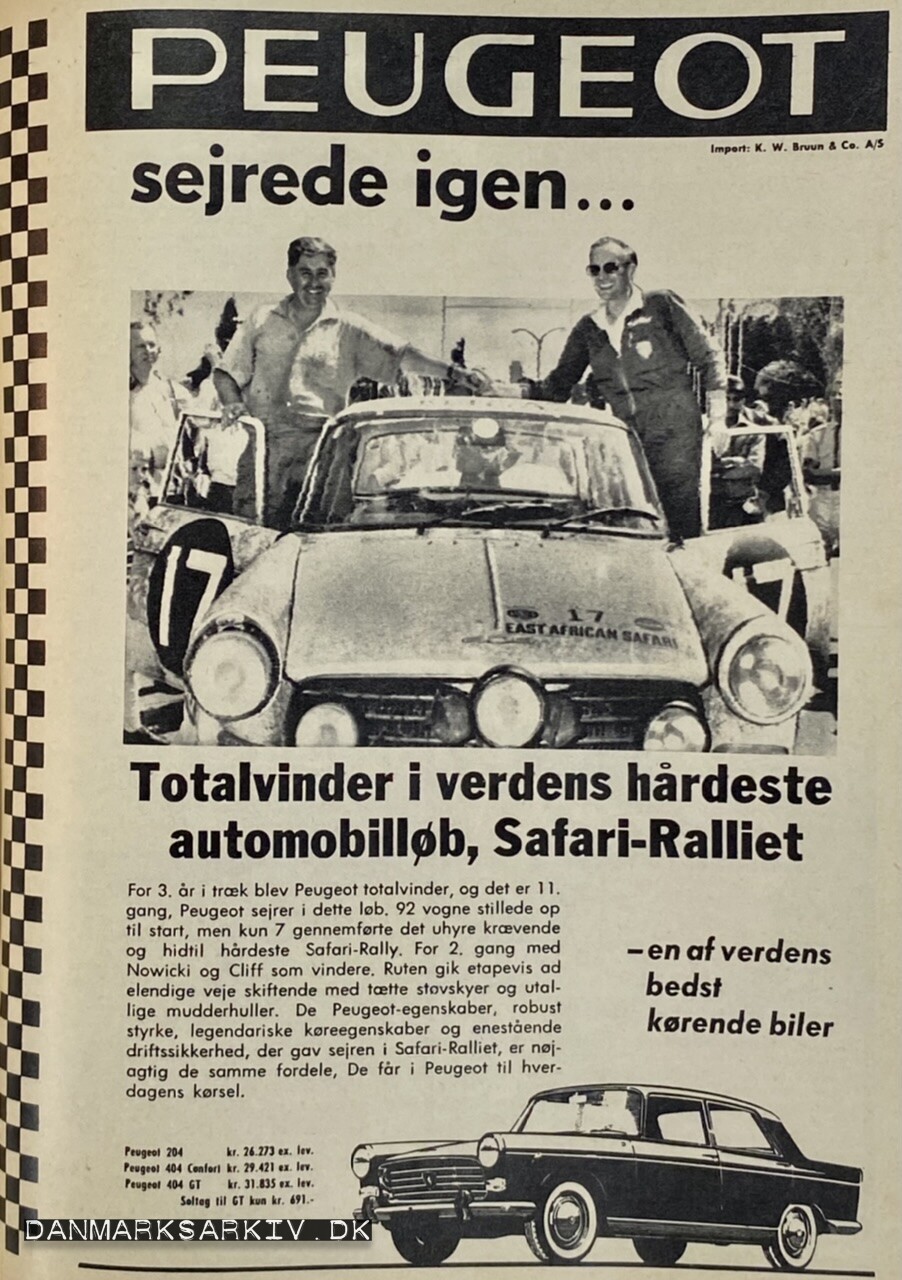 PEUGEOT
Import: K. W. Bruun & Co. A/S
sejrede igen...
17
17
17
EAST AFRICAN SAFARI
Totalvinder i verdens hårdeste
automobilløb, Safari-Ralliet
For 3. år i træk blev Peugeot totalvinder, og det er 11.
gang, Peugeot sejrer i dette løb. 92 vogne stillede op
til start, men kun 7 gennemførte det uhyre krævende
og hidtil hårdeste Safari-Rally. For 2. gang med
Nowicki og Cliff som vindere. Ruten gik etapevis ad
elendige veje skiftende med tætte støvskyer og utal-
lige mudderhuller. De Peugeot-egenskaber, robust
styrke, legendariske køreegenskaber og enestående
driftssikkerhed, der gav sejren i Safari-Ralliet, er nøj-
agtig de samme fordele, De får i Peugeot til hver-
dagens kørsel.
– en af verdens
bedst
kørende biler
Peugeot 204 kr. 26.273 ex. lev.
Peugeot 404 Confort kr. 29.421 ex. lev.
Peugeot 404 GT kr. 31.835 ex. lev.
Soltag til GT kun kr. 691.-
DANMARKSARKIV.DK